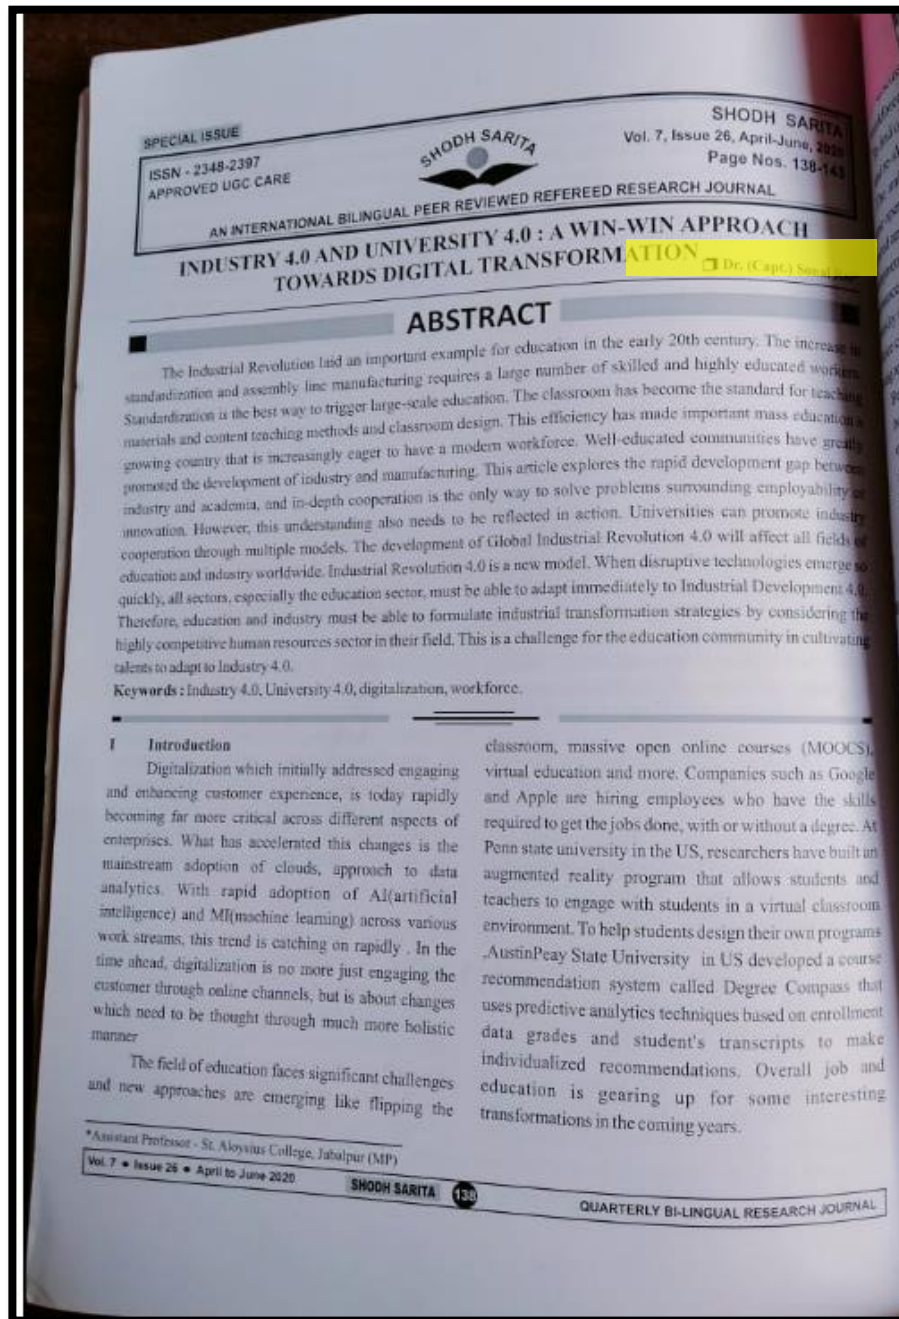 SPECIAL ISSUE
ISSN - 2348-2397
APPROVED UGC CARE
SHODH SARITA
SHODH SARITA
Vol. 7, Issue 26, April-June, 2020
Page Nos. 138-143
AN INTERNATIONAL BILINGUAL PEER REVIEWED REFEREED RESEARCH JOURNAL
INDUSTRY 4.0 AND UNIVERSITY 4.0 : A WIN-WIN APPROACH
TOWARDS DIGITAL TRANSFORMATION
Dr. (Capt.)
ABSTRACT
The Industrial Revolution laid an important example for education in the early 20th century. The increase in
standardization and assembly line manufacturing requires a large number of skilled and highly educated workers.
Standardization is the best way to trigger large-scale education. The classroom has become the standard for teaching
materials and content teaching methods and classroom design. This efficiency has made important mass education
growing country that is increasingly eager to have a modern workforce. Well-educated communities have greatly
promoted the development of industry and manufacturing. This article explores the rapid development gap between
industry and academia, and in-depth cooperation is the only way to solve problems surrounding employability
innovation. However, this understanding also needs to be reflected in action. Universities can promote industry
cooperation through multiple models. The development of Global Industrial Revolution 4.0 will affect all fields of
education and industry worldwide. Industrial Revolution 4.0 is a new model. When disruptive technologies emerge so
quickly, all sectors, especially the education sector, must be able to adapt immediately to Industrial Development 4.0.
Therefore, education and industry must be able to formulate industrial transformation strategies by considering the
highly competitive human resources sector in their field. This is a challenge for the education community in cultivating
talents to adapt to Industry 4.0.
Keywords : Industry 4.0, University 4.0, digitalization, workforce.
I Introduction
Digitalization which initially addressed engaging
and enhancing customer experience, is today rapidly
becoming far more critical across different aspects of
enterprises. What has accelerated this changes is the
mainstream adoption of clouds, approach to data
analytics. With rapid adoption of AI(artificial
intelligence) and MI(machine learning) across various
work streams, this trend is catching on rapidly . In the
time ahead, digitalization is no more just engaging the
customer through online channels, but is about changes
which need to be thought through much more holistic
manner
The field of education faces significant challenges
and new approaches are emerging like flipping the
classroom, massive open online courses (MOOCS),
virtual education and more. Companies such as Google
and Apple are hiring employees who have the skills
required to get the jobs done, with or without a degree. At
Penn state university in the US, researchers have built an
augmented reality program that allows students and
teachers to engage with students in a virtual classroom
environment. To help students design their own programs
.AustinPeay State University in US developed a course
recommendation system called Degree Compass that
uses predictive analytics techniques based on enrollment
data grades and student's transcripts to make
individualized recommendations. Overall job and
education is gearing up for some interesting
transformations in the coming years.
*Assistant Professor - St. Aloysius College, Jabalpur (MP)
Vol. 7 • Issue 26 • April to June 2020
SHODH SARITA
138
QUARTERLY BI-LINGUAL RESEARCH JOURNAL